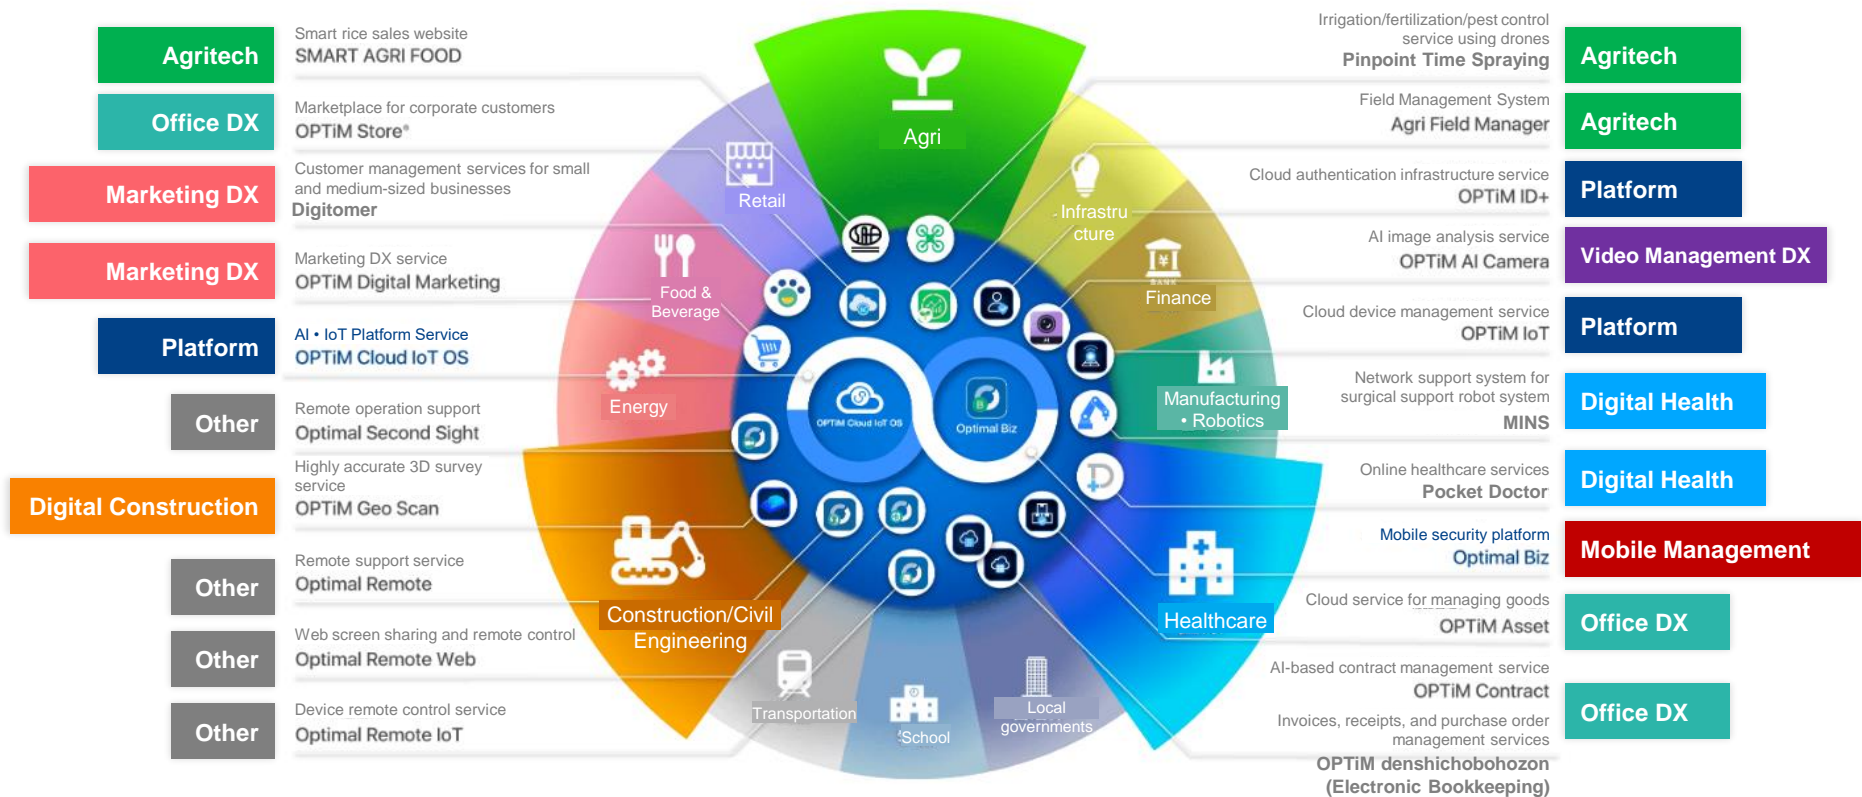 Agritech
Smart rice sales website
SMART AGRI FOOD
Office DX
Marketplace for corporate customers
OPTiM Store®
Marketing DX
Customer management services for small
and medium-sized businesses
Digitomer
Marketing DX
Marketing DX service
OPTiM Digital Marketing
Platform
AI • IoT Platform Service
OPTiM Cloud IoT OS
Other
Remote operation support
Optimal Second Sight
Digital Construction
Highly accurate 3D survey
service
OPTiM Geo Scan
Other
Remote support service
Optimal Remote
Other
Web screen sharing and remote control
Optimal Remote Web
Other
Device remote control service
Optimal Remote IoT
Agri
Retail
Infrastru
cture
Food &
Beverage
BANK
Finance
Energy
Manufacturing
• Robotics
OPTiM Cloud IoT OS
Optimal Biz
AI
Construction/Civil
Engineering
Healthcare
Transportation
School
Local
governments
Irrigation/fertilization/pest control
service using drones
Pinpoint Time Spraying
Agritech
Field Management System
Agri Field Manager
Agritech
Cloud authentication infrastructure service
OPTiM ID+
Platform
AI image analysis service
OPTiM AI Camera
Video Management DX
Cloud device management service
OPTiM IoT
Platform
Network support system for
surgical support robot system
MINS
Digital Health
Online healthcare services
Pocket Doctor
Digital Health
Mobile security platform
Optimal Biz
Mobile Management
Cloud service for managing goods
OPTiM Asset
Office DX
AI-based contract management service
OPTiM Contract
Office DX
Invoices, receipts, and purchase order
management services
OPTiM denshichobohozon
(Electronic Bookkeeping)